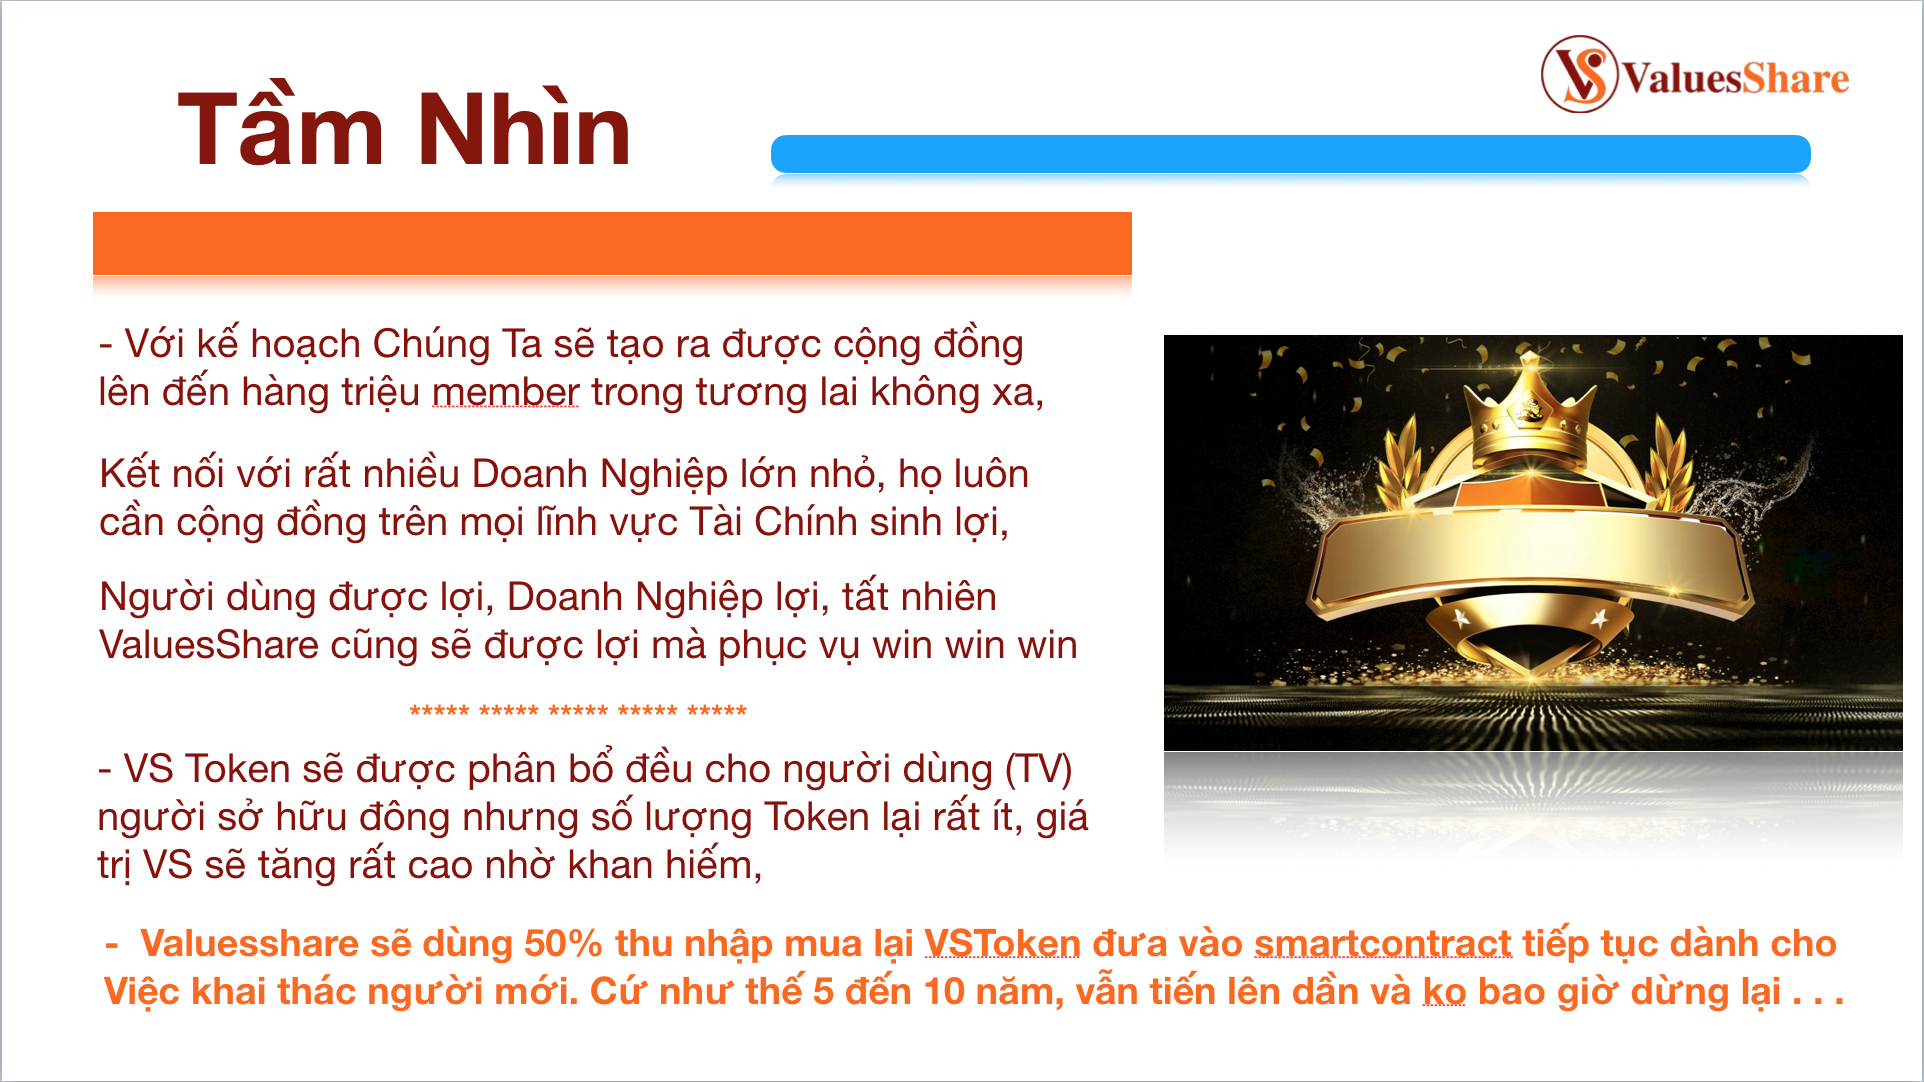 VS ValuesShare
Tầm Nhìn
- Với kế hoạch Chúng Ta sẽ tạo ra được cộng đồng
lên đến hàng triệu member trong tương lai không xa,
Kết nối với rất nhiều Doanh Nghiệp lớn nhỏ, họ luôn
cần cộng đồng trên mọi lĩnh vực Tài Chính sinh lợi,
Người dùng được lợi, Doanh Nghiệp lợi, tất nhiên
ValuesShare cũng sẽ được lợi mà phục vụ win win win
***** ***** ***** ***** *****
- VS Token sẽ được phân bổ đều cho người dùng (TV)
người sở hữu đông nhưng số lượng Token lại rất ít, giá
trị VS sẽ tăng rất cao nhờ khan hiếm,
- Valuesshare sẽ dùng 50% thu nhập mua lại VSToken đưa vào smartcontract tiếp tục dành cho
Việc khai thác người mới. Cứ như thế 5 đến 10 năm, vẫn tiến lên dần và ko bao giờ dừng lại . . .